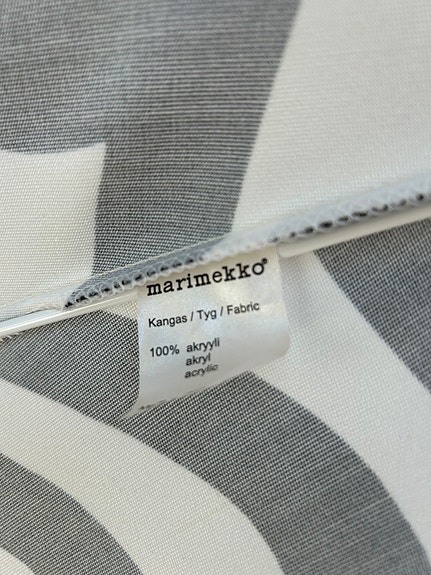 marimekko®
Kangas / Tyg / Fabric
100% akryyli
akryl
acrylic